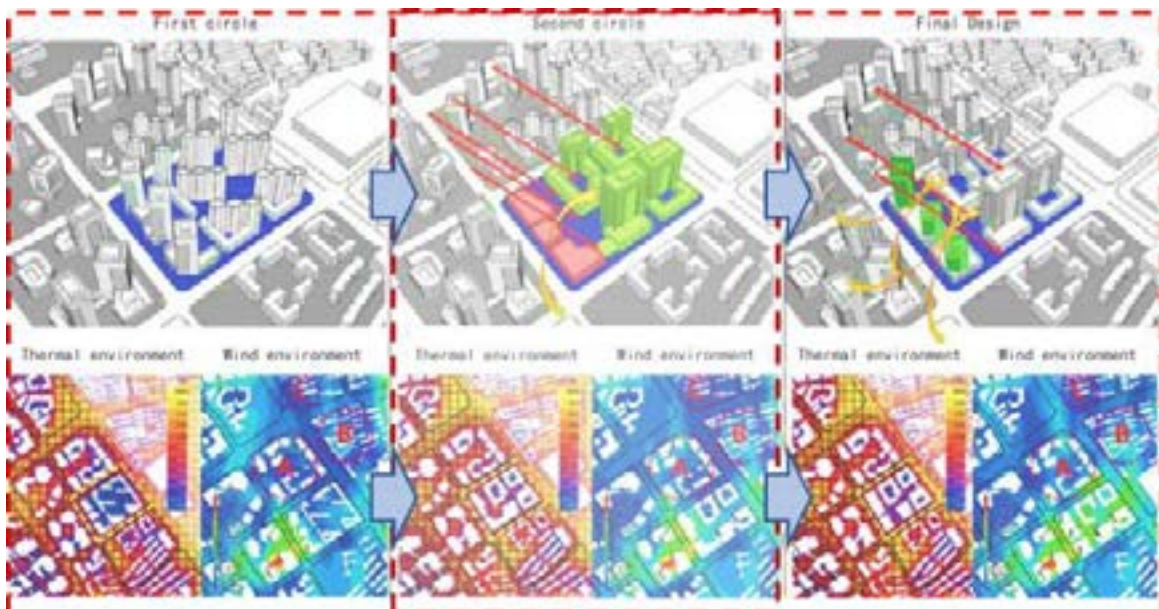 First circle
Second circle
Final Design
Thermal environment
Wind environment
Thermal environment
Wind environment
Thermal environment
Wind environment
A
B
A
B
A
B